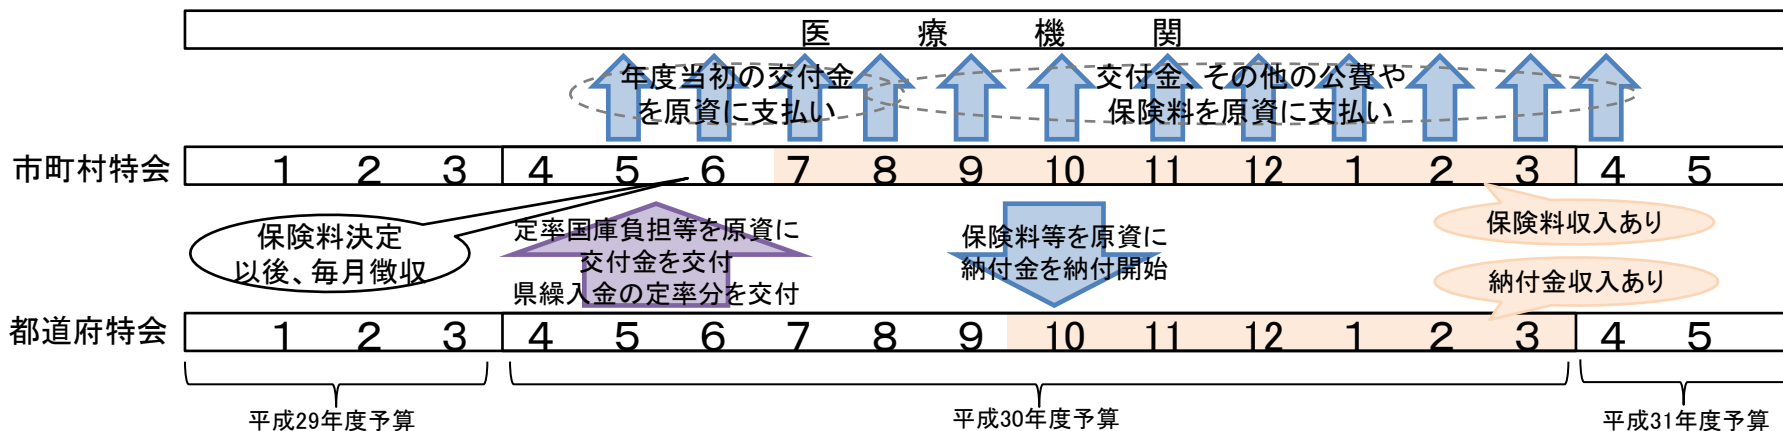 医療機関
年度当初の交付金
を原資に支払い
交付金、その他の公費や
保険料を原資に支払い
市町村特会 1 2 3 4 5 6 7 8 9 10 11 12 1 2 3 4 5
保険料決定
以後、毎月徴収
定率国庫負担等を原資に
交付金を交付
県繰入金の定率分を交付
保険料等を原資に
納付金を納付開始
保険料収入あり
納付金収入あり
都道府特会 1 2 3 4 5 6 7 8 9 10 11 12 1 2 3 4 5
平成29年度予算
平成30年度予算
平成31年度予算